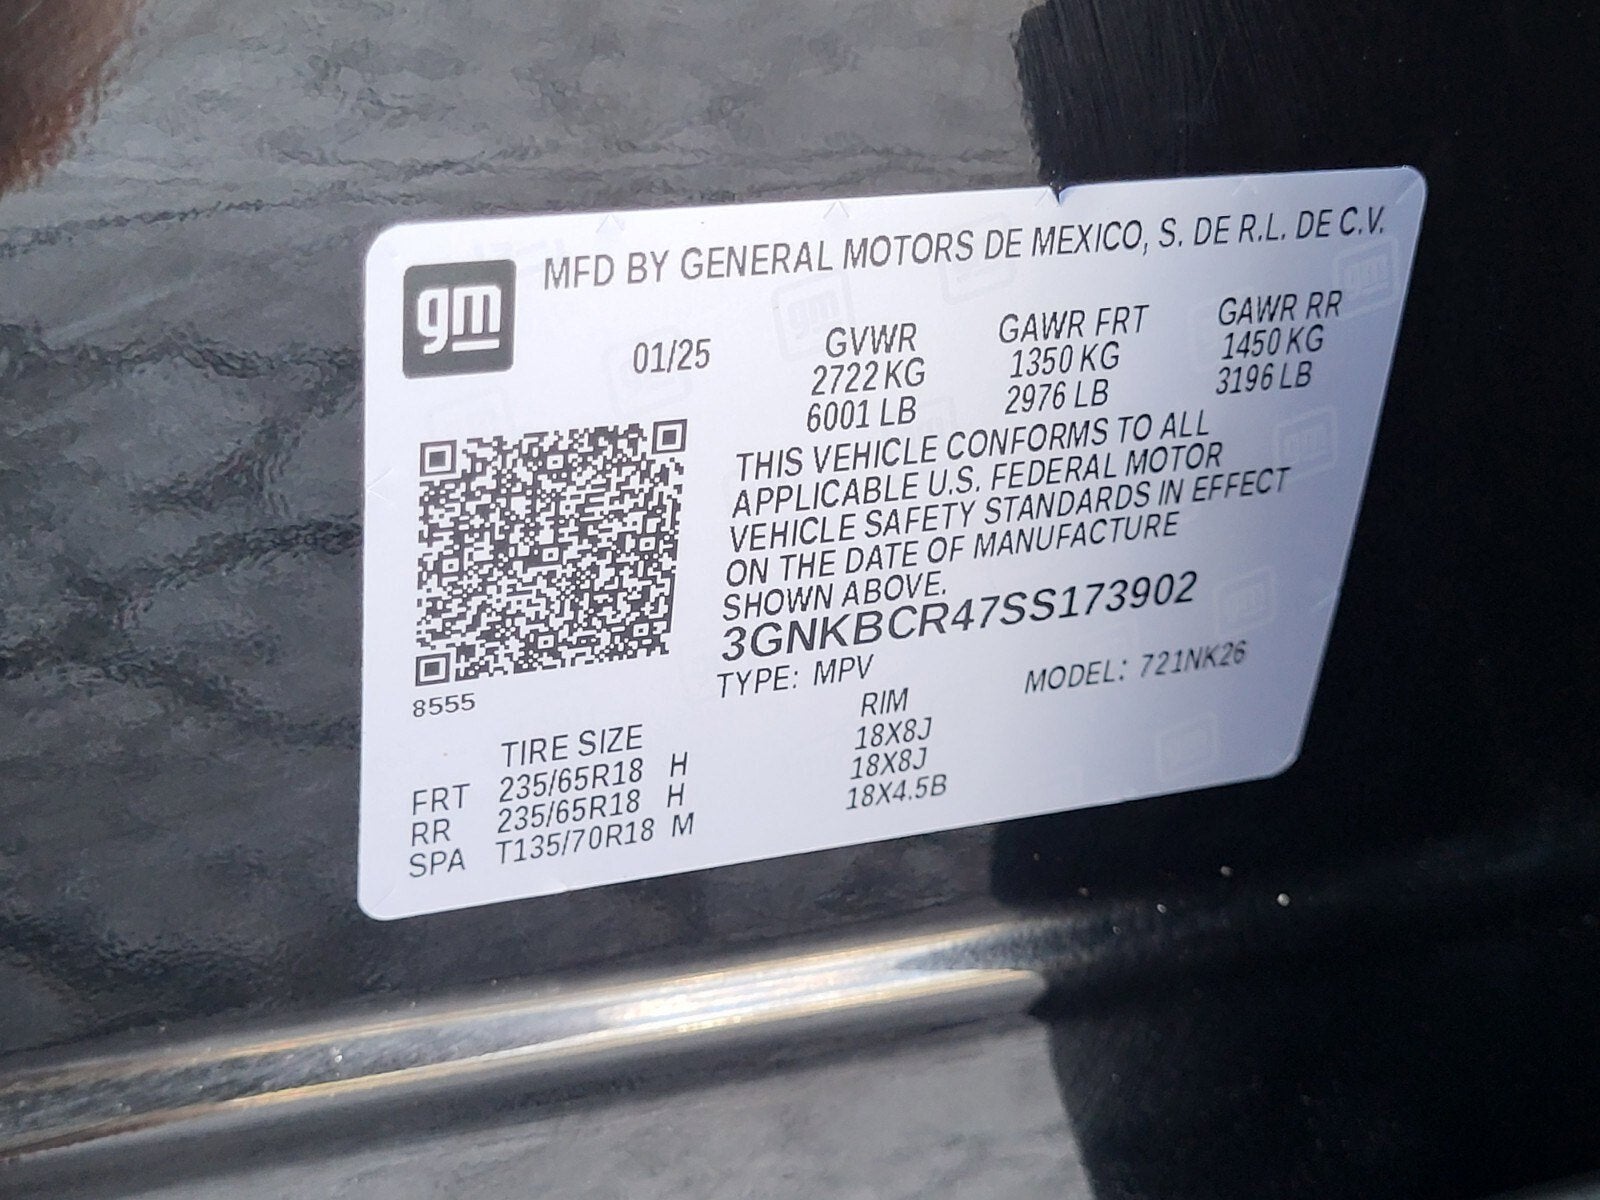 gm
MFD BY GENERAL MOTORS DE MEXICO, S. DE R.L. DE C.V.
01/25 GVWR GAWR FRT GAWR RR
2722 KG 1350 KG 1450 KG
6001 LB 2976 LB 3196 LB
THIS VEHICLE CONFORMS TO ALL
APPLICABLE U.S. FEDERAL MOTOR
VEHICLE SAFETY STANDARDS IN EFFECT
ON THE DATE OF MANUFACTURE
SHOWN ABOVE.
3GNKBCR47SS173902
TYPE: MPV MODEL: 721NK26
8555
TIRE SIZE RIM
FRT 235/65R18 H 18X8J
RR 235/65R18 H 18X8J
SPA T135/70R18 M 18X4.5B